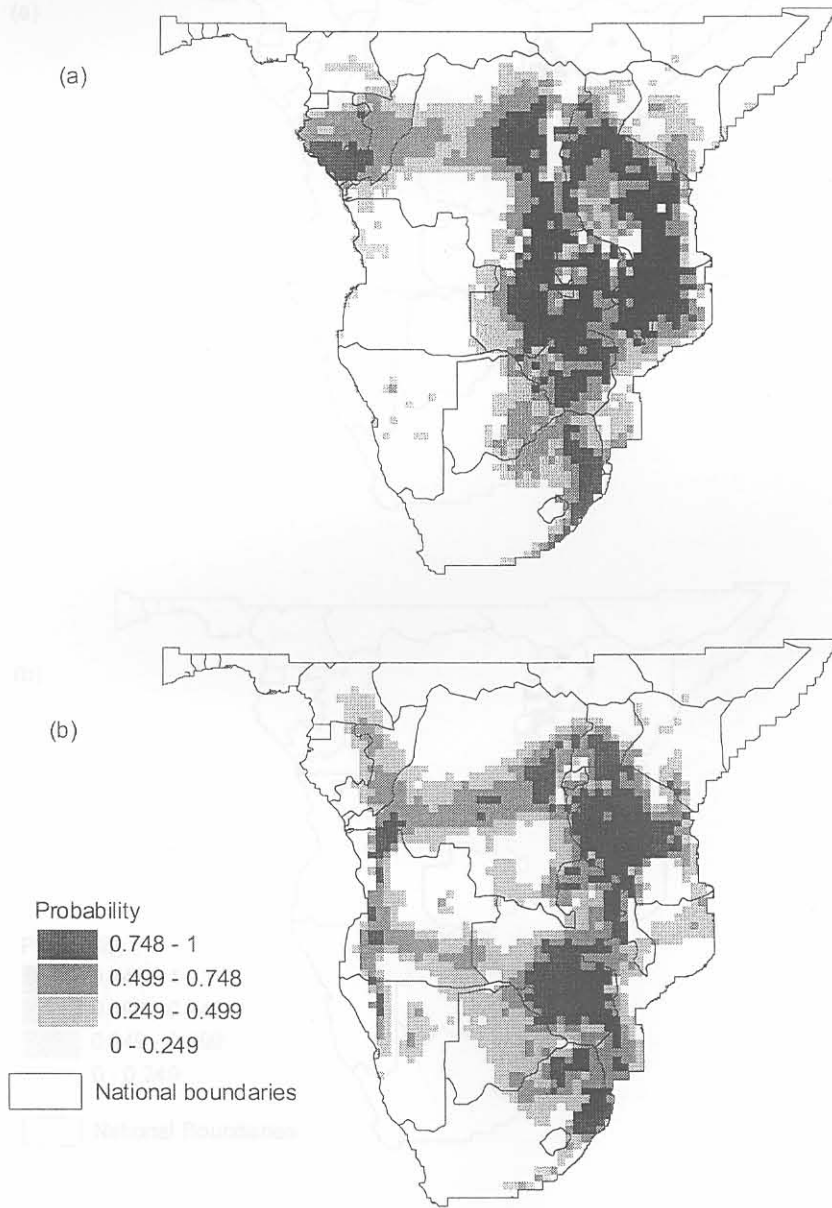 (a)
(b)
Probability
0.748 - 1
0.499 - 0.748
0.249 - 0.499
0 - 0.249
National boundaries